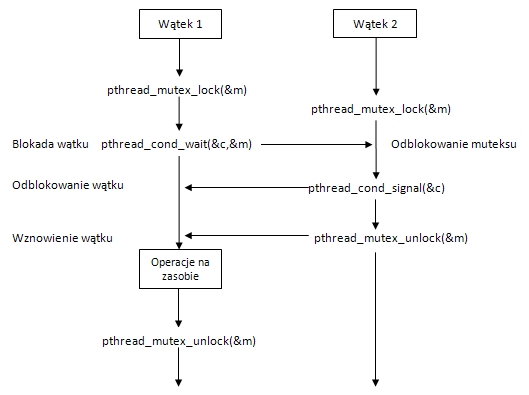 Wątek 1
Wątek 2
pthread_mutex_lock(&m)
pthread_mutex_lock(&m)
Blokada wątku
pthread_cond_wait(&c,&m)
Odblokowanie muteksu
Odblokowanie wątku
pthread_cond_signal(&c)
Wznowienie wątku
pthread_mutex_unlock(&m)
Operacje na
zasobie
pthread_mutex_unlock(&m)